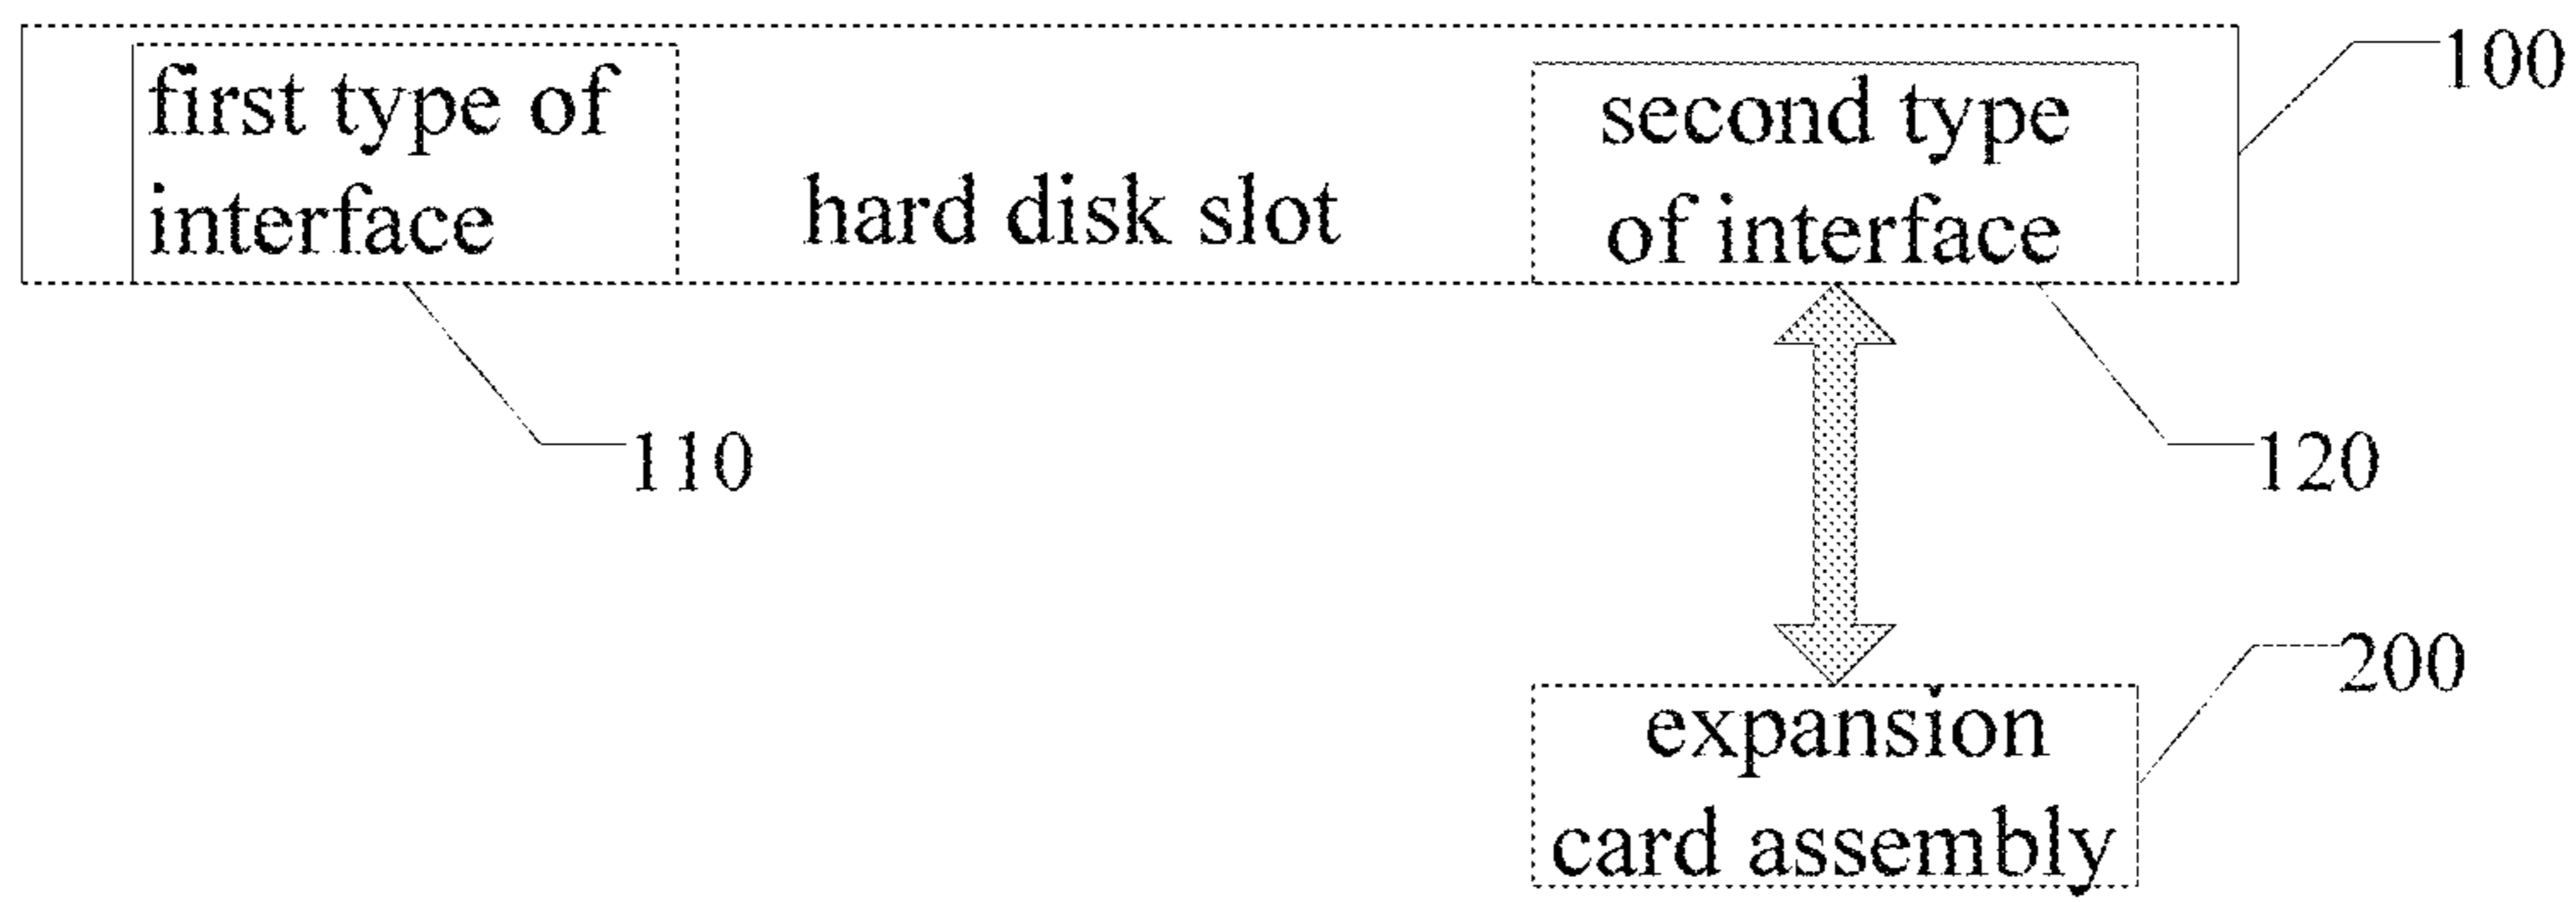 first type of
interface
hard disk slot
second type
of interface
100
110
120
200
expansion
card assembly